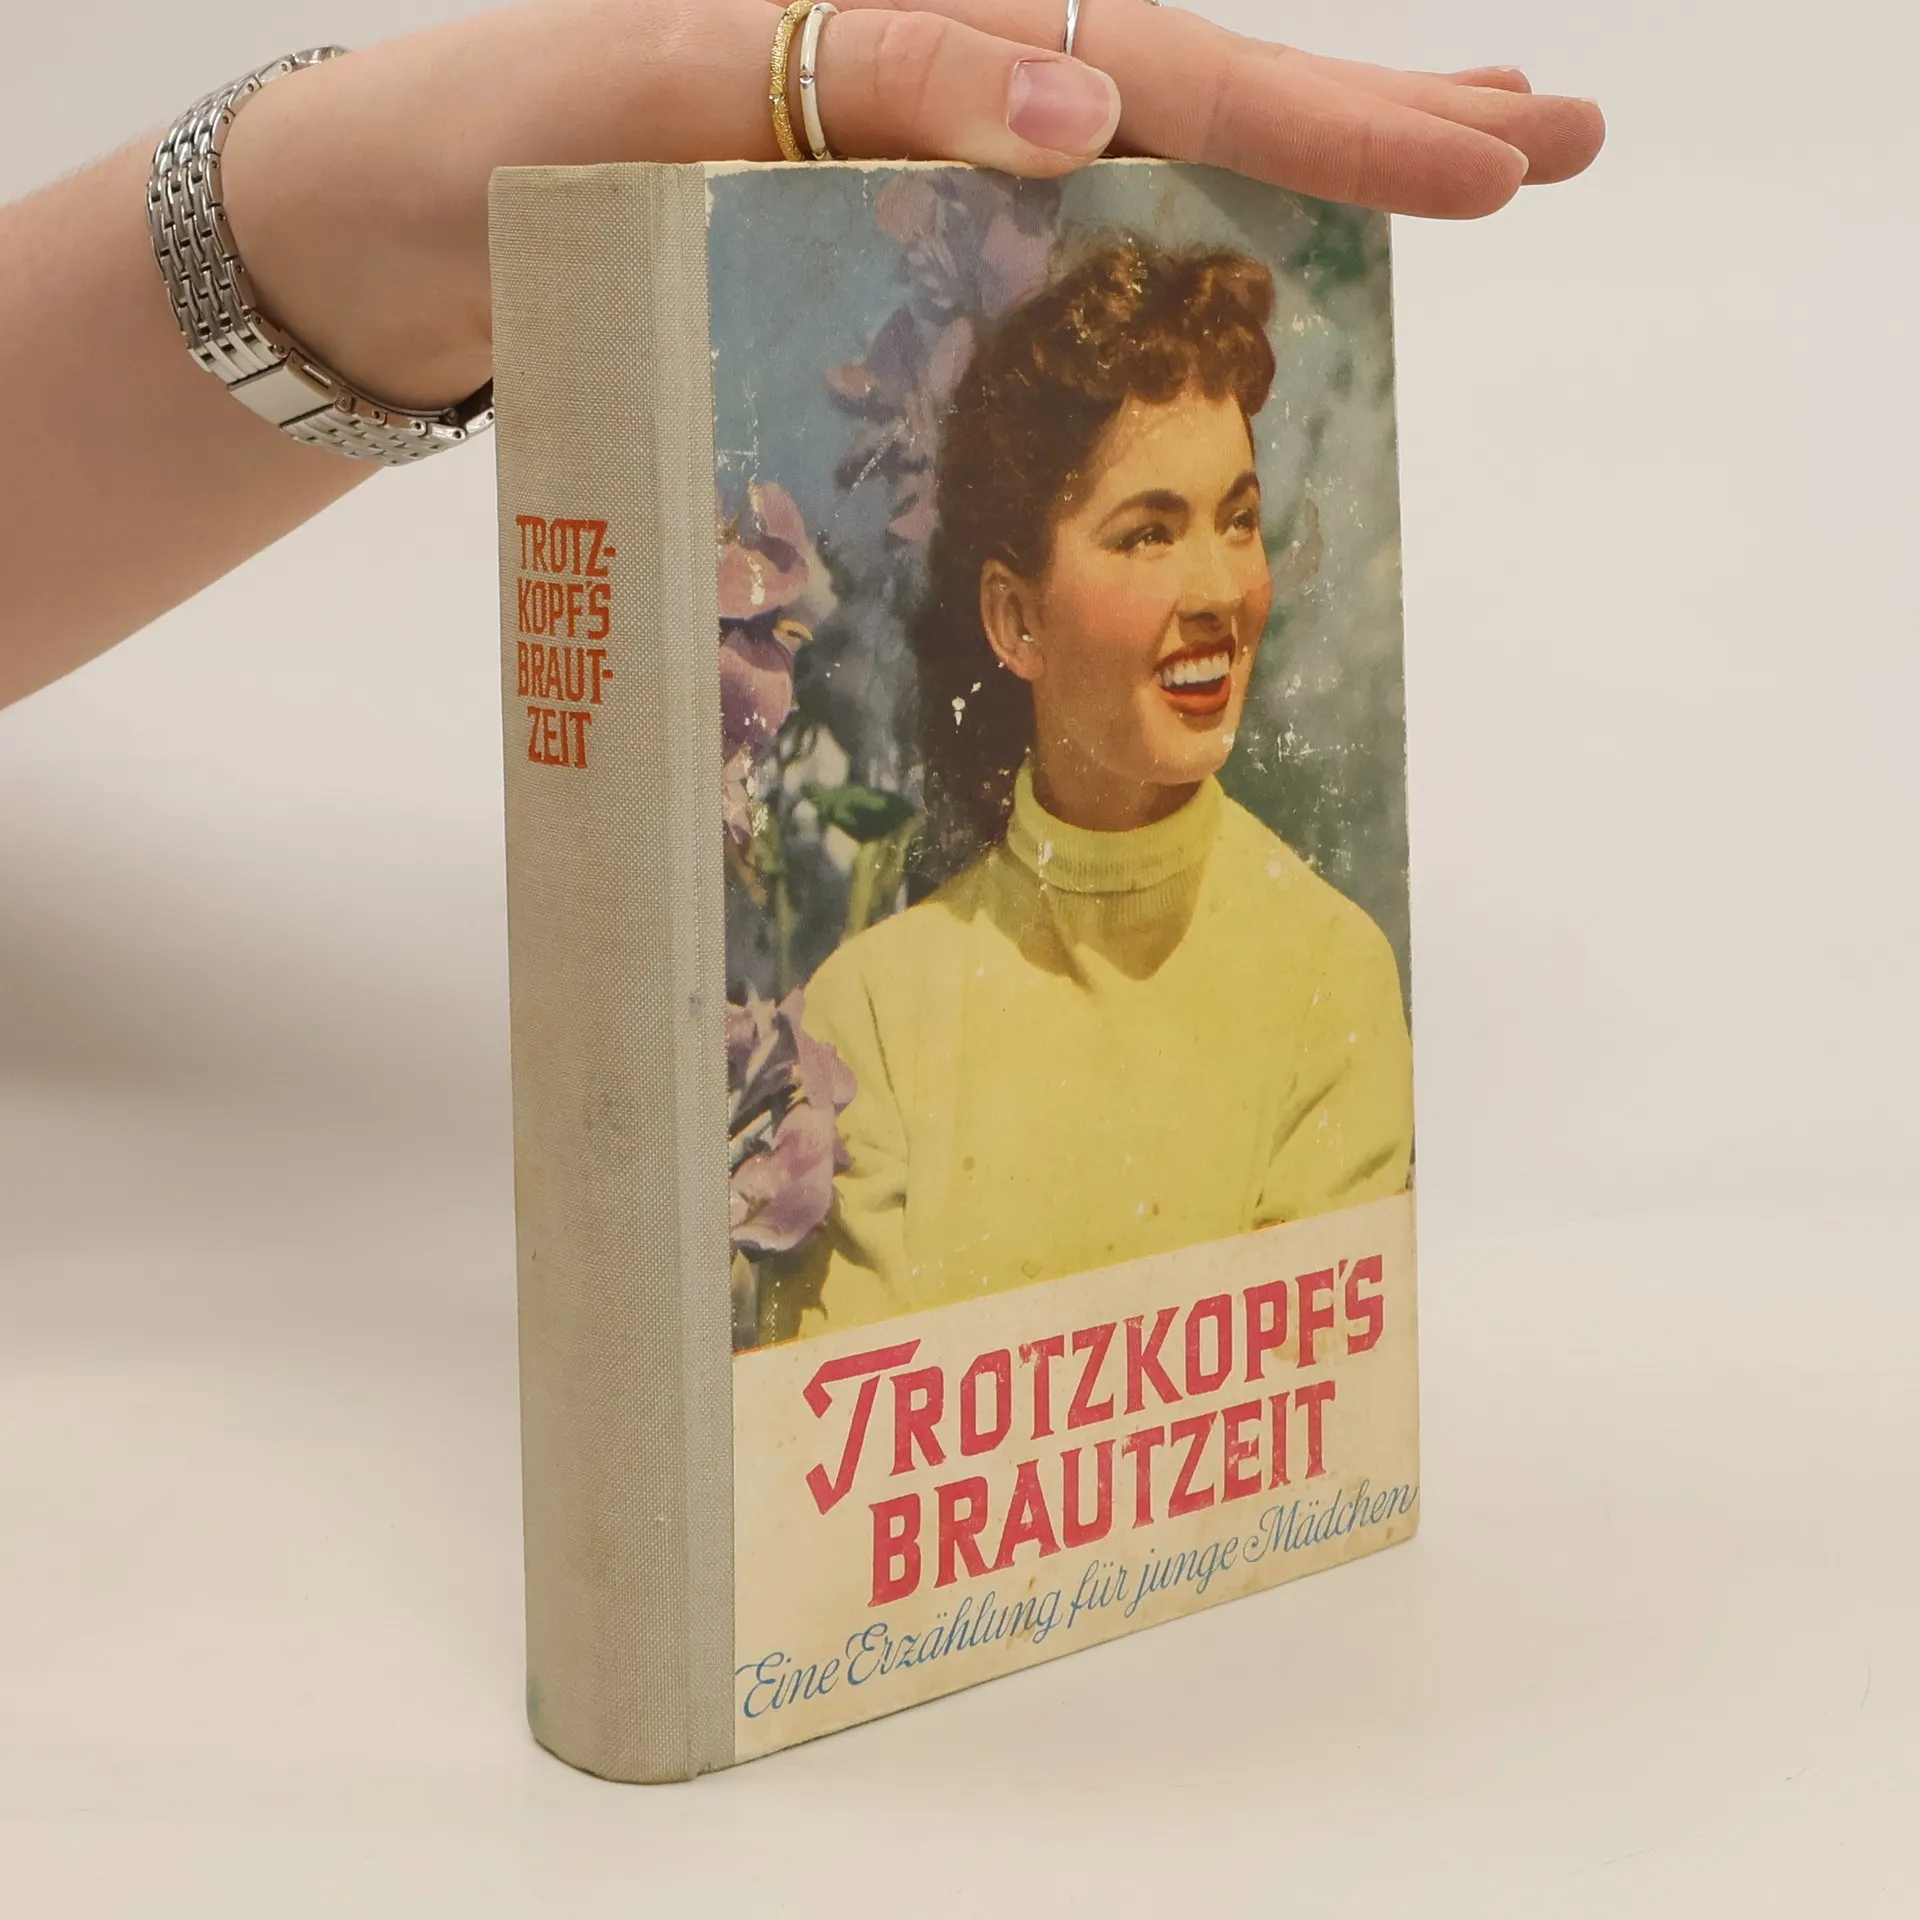 TROTZ-
KOPF'S
BRAUT-
ZEIT
TROTZKOPF'S
BRAUTZEIT
Eine Erzählung für junge Mädchen